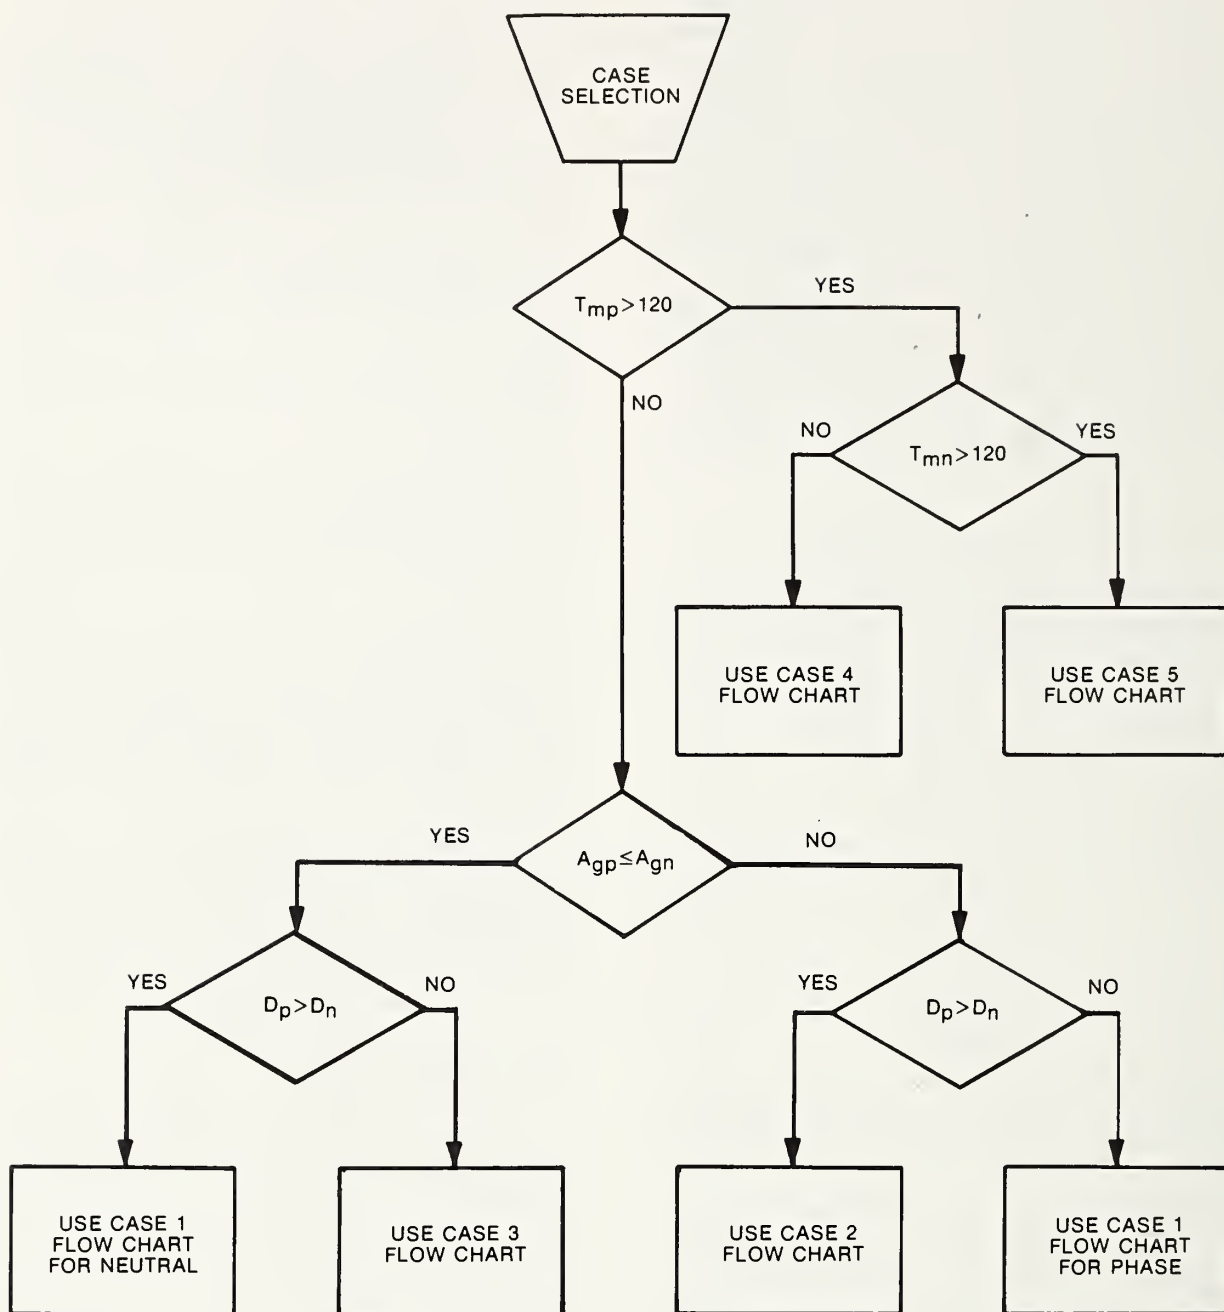 CASE
SELECTION
Tmp>120
YES
NO
NO
Tmn>120
YES
USE CASE 4
FLOW CHART
USE CASE 5
FLOW CHART
YES
Agp≤Agn
NO
YES
Dp>Dn
NO
YES
Dp>Dn
NO
USE CASE 1
FLOW CHART
FOR NEUTRAL
USE CASE 3
FLOW CHART
USE CASE 2
FLOW CHART
USE CASE 1
FLOW CHART
FOR PHASE